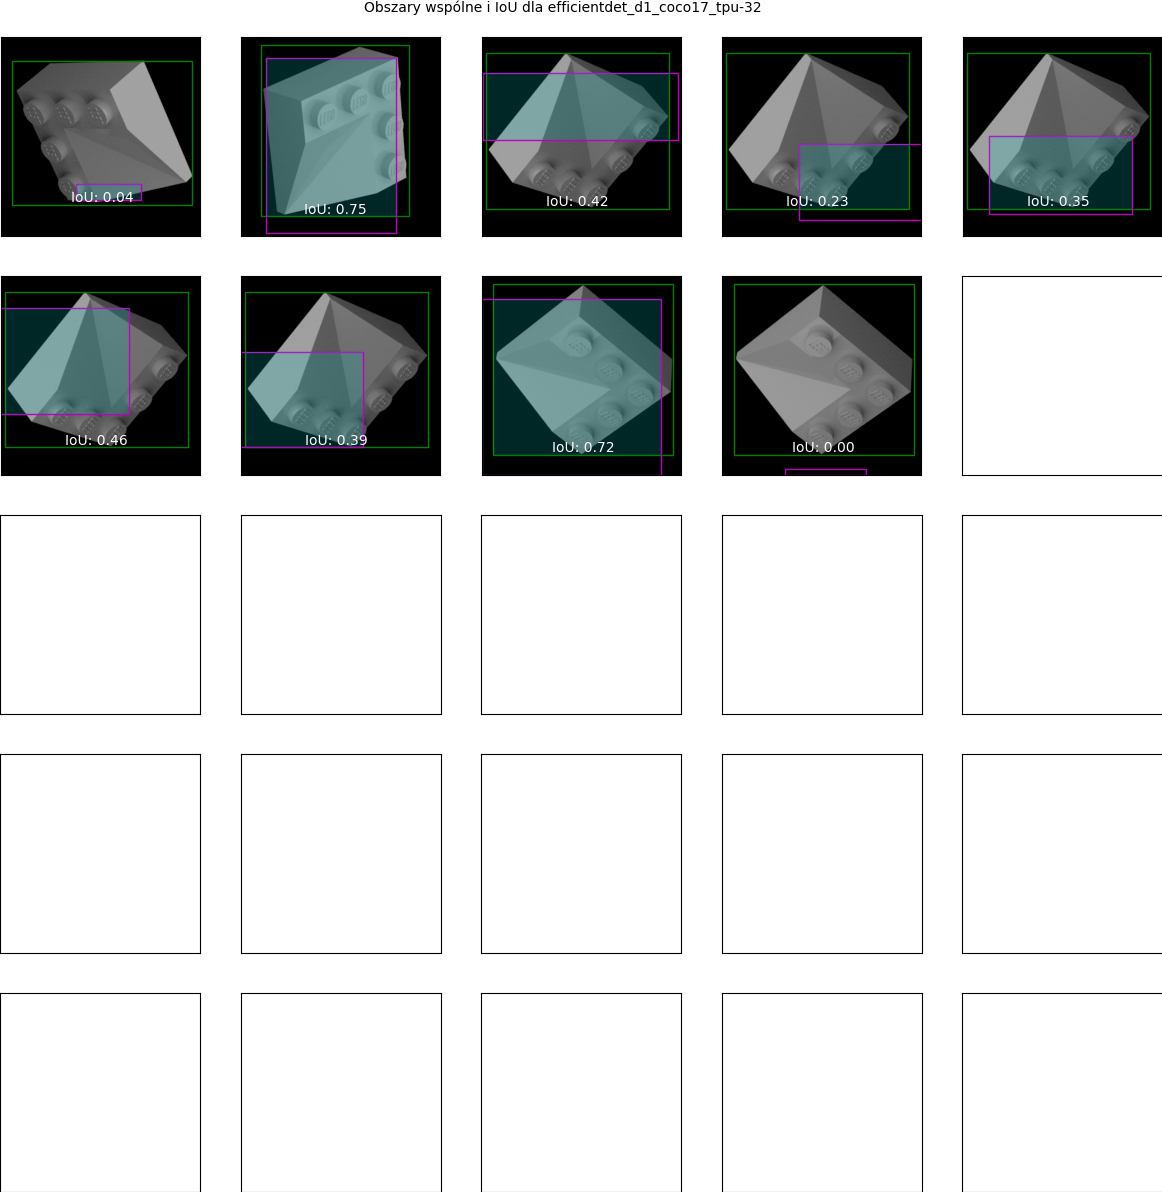 Obszary wspólne i IoU dla efficientdet_d1_coco17_tpu-32
IoU: 0.04
IoU: 0.75
IoU: 0.42
IoU: 0.23
IoU: 0.35
IoU: 0.46
IoU: 0.39
IoU: 0.72
IoU: 0.00